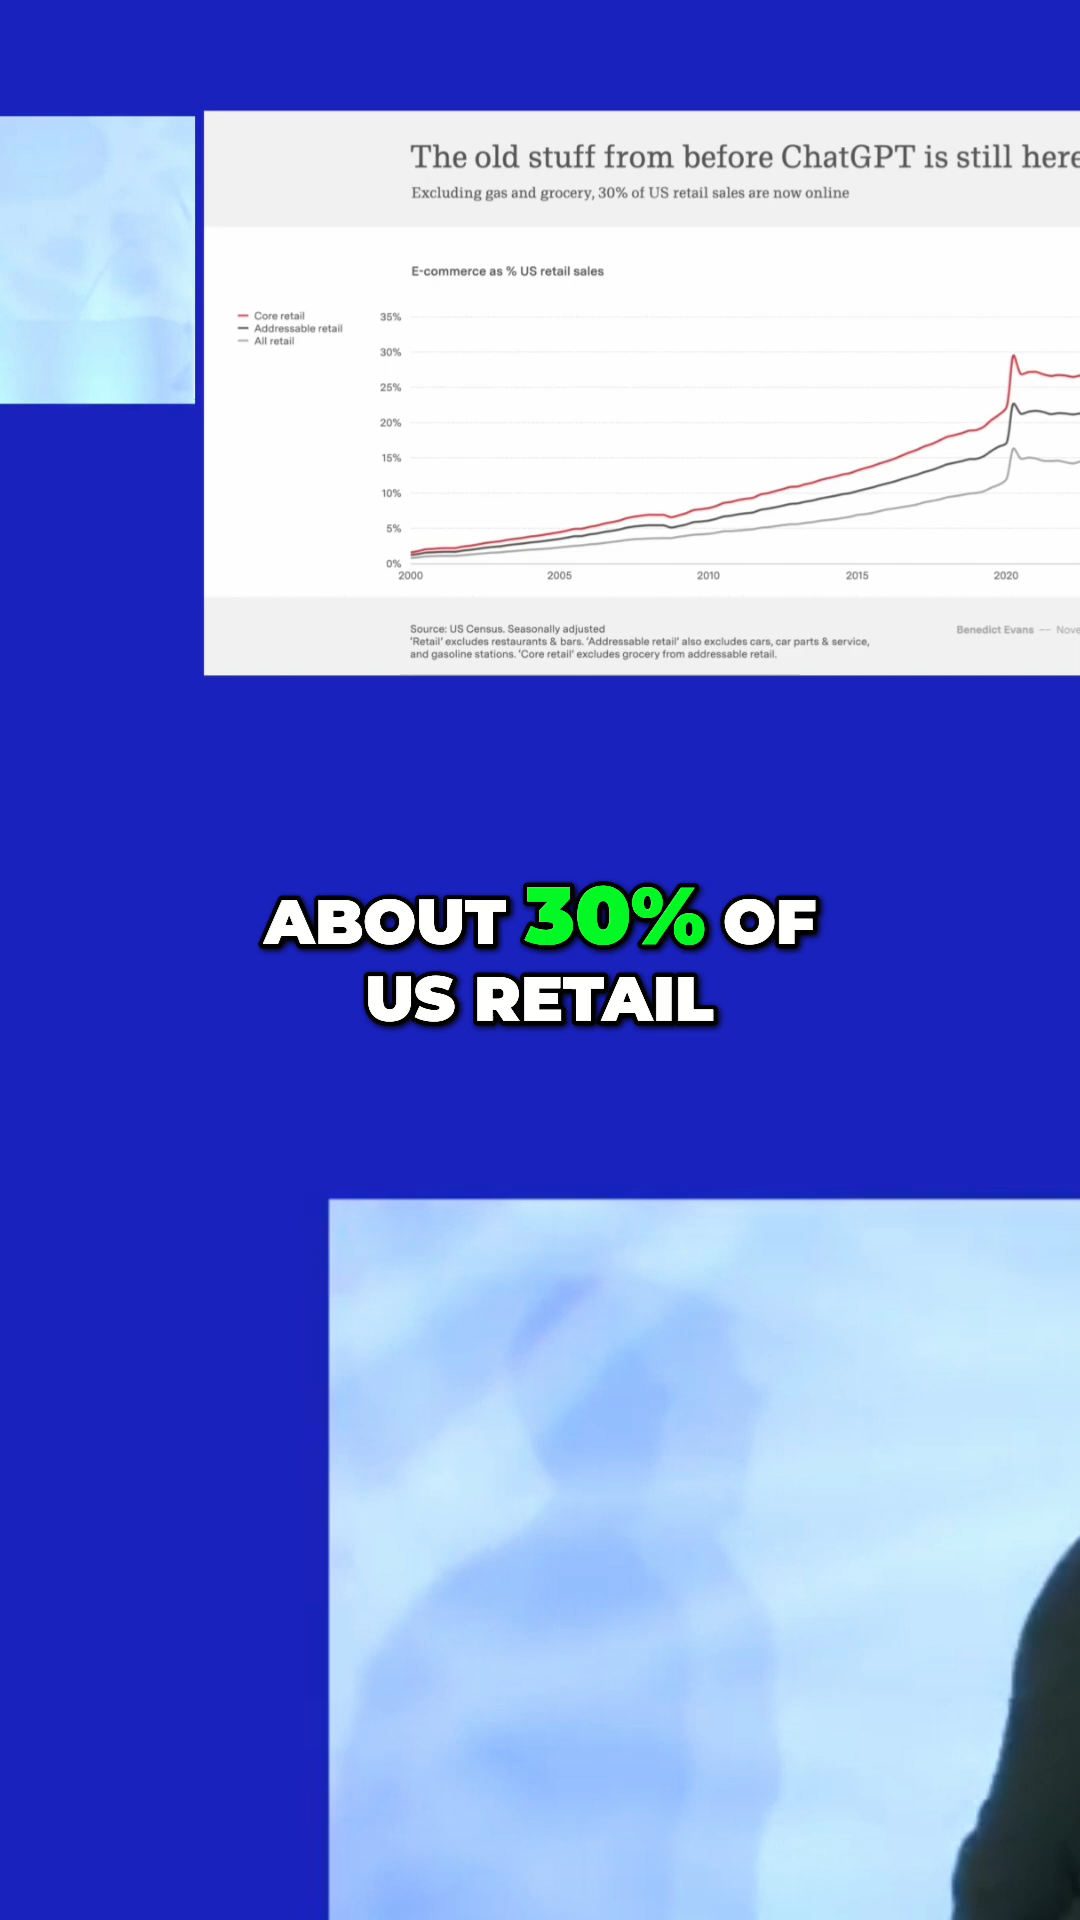 The old stuff from before ChatGPT is still here
Excluding gas and grocery, 30% of US retail sales are now online
E-commerce as % US retail sales
Core retail
Addressable retail
All retail
35%
30%
25%
20%
15%
10%
5%
0%
2000 2005 2010 2015 2020
Source: US Census. Seasonally adjusted
'Retail' excludes restaurants & bars. 'Addressable retail' also excludes cars, car parts & service,
and gasoline stations. 'Core retail' excludes grocery from addressable retail.
Benedict Evans —
ABOUT 30% OF
US RETAIL